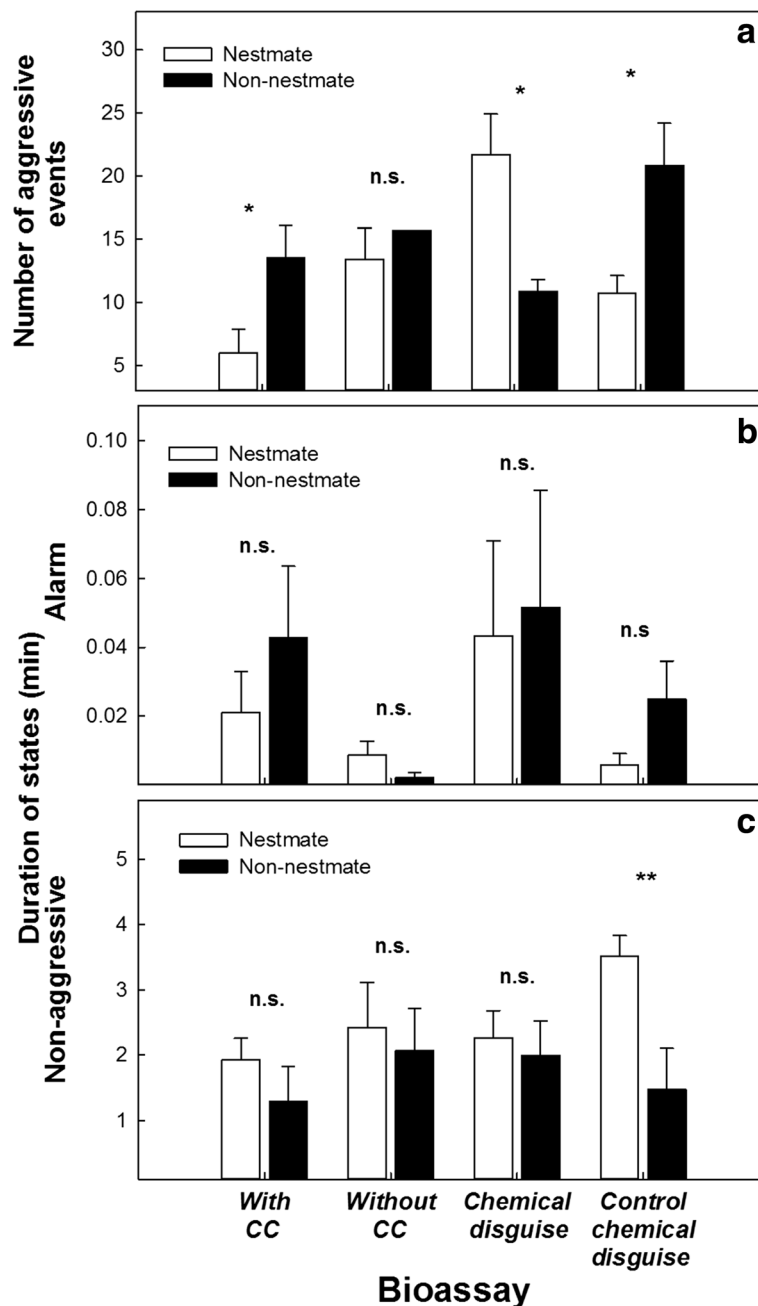 a
Nestmate
Non-nestmate
30
25
20
15
10
5
*
n.s.
*
*
Number of aggressive
events
b
Nestmate
Non-nestmate
0.10
0.08
0.06
0.04
0.02
n.s.
n.s.
n.s.
n.s
Alarm
Duration of states (min)
c
Nestmate
Non-nestmate
5
4
3
2
1
n.s.
n.s.
n.s.
**
Non-aggressive
With
CC
Without
CC
Chemical
disguise
Control
chemical
disguise
Bioassay